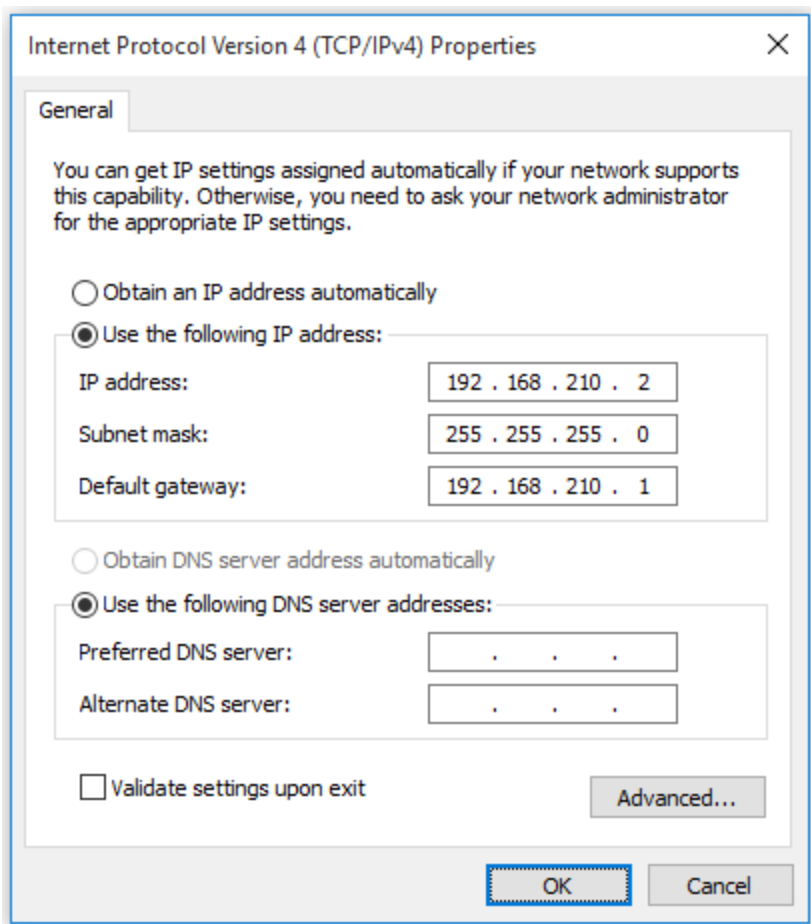 Internet Protocol Version 4 (TCP/IPv4) Properties
General
You can get IP settings assigned automatically if your network supports
this capability. Otherwise, you need to ask your network administrator
for the appropriate IP settings.
Obtain an IP address automatically
Use the following IP address:
IP address: 192 . 168 . 210 . 2
Subnet mask: 255 . 255 . 255 . 0
Default gateway: 192 . 168 . 210 . 1
Obtain DNS server address automatically
Use the following DNS server addresses:
Preferred DNS server: . . .
Alternate DNS server: . . .
Validate settings upon exit
Advanced...
OK Cancel